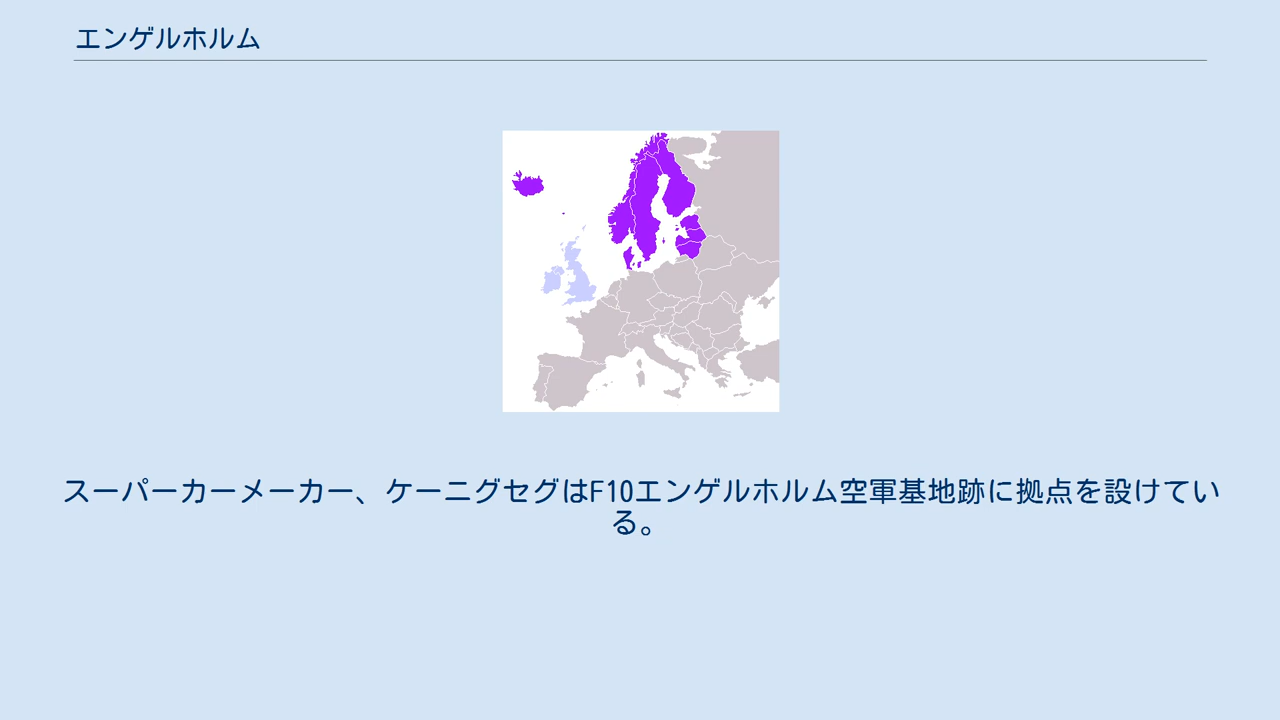 エンゲルホルム
スーパーカーメーカー、ケーニグセグはF10エンゲルホルム空軍基地跡に拠点を設けてい
る。